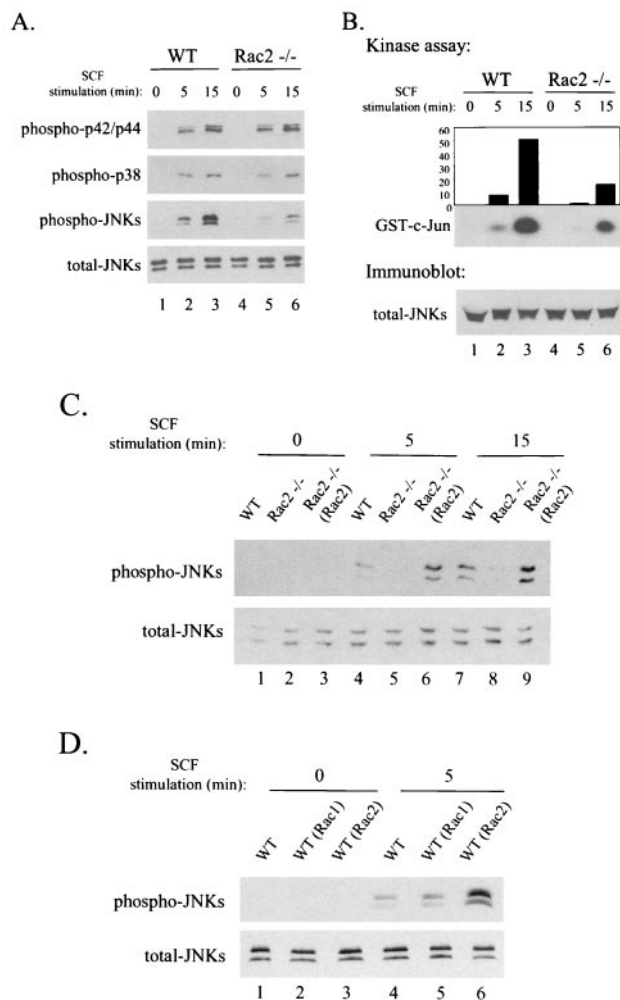 A.
WT Rac2 -/-
SCF
stimulation (min): 0 5 15 0 5 15
phospho-p42/p44
phospho-p38
phospho-JNKs
total-JNKs
1 2 3 4 5 6
B.
Kinase assay:
WT Rac2 -/-
SCF
stimulation (min): 0 5 15 0 5 15
60
50
40
30
20
10
0
GST-c-Jun
Immunoblot:
total-JNKs
1 2 3 4 5 6
C.
SCF
stimulation (min): 0 5 15
WT Rac2 -/- Rac2 -/- (Rac2) WT Rac2 -/- Rac2 -/- (Rac2) WT Rac2 -/- Rac2 -/- (Rac2)
phospho-JNKs
total-JNKs
1 2 3 4 5 6 7 8 9
D.
SCF
stimulation (min): 0 5
WT WT (Rac1) WT (Rac2) WT WT (Rac1) WT (Rac2)
phospho-JNKs
total-JNKs
1 2 3 4 5 6